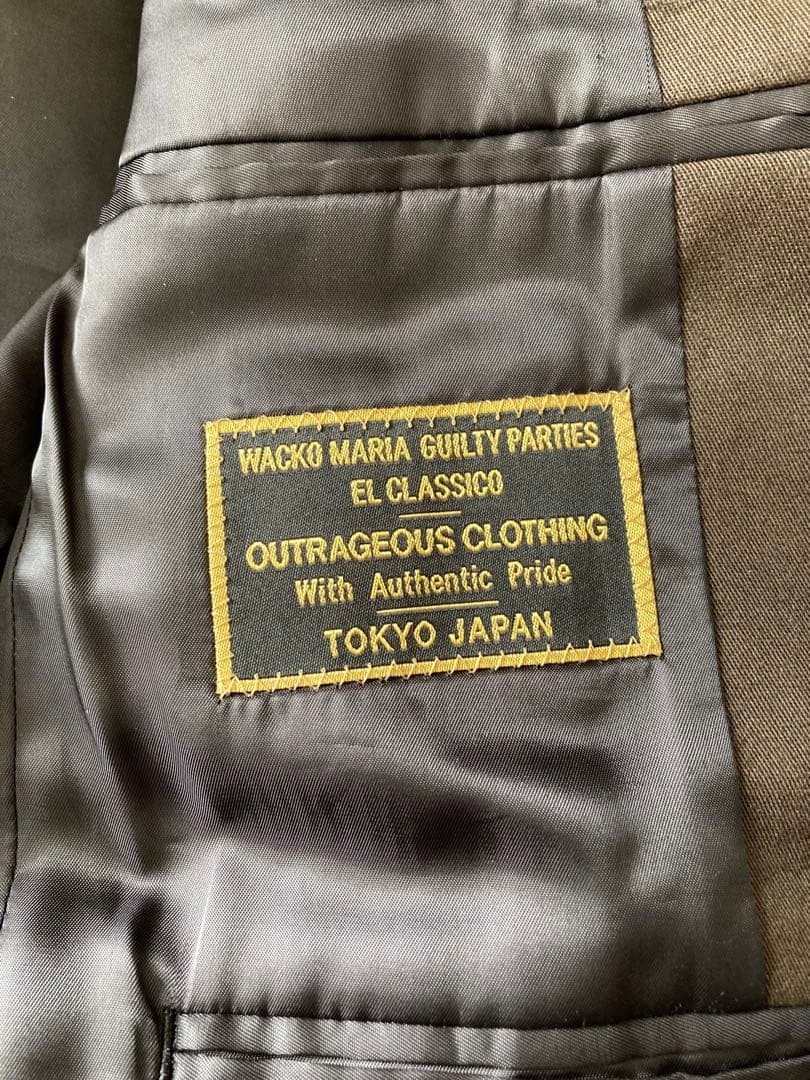 WACKO MARIA GUILTY PARTIES
EL CLASSICO
OUTRAGEOUS CLOTHING
With Authentic Pride
TOKYO JAPAN